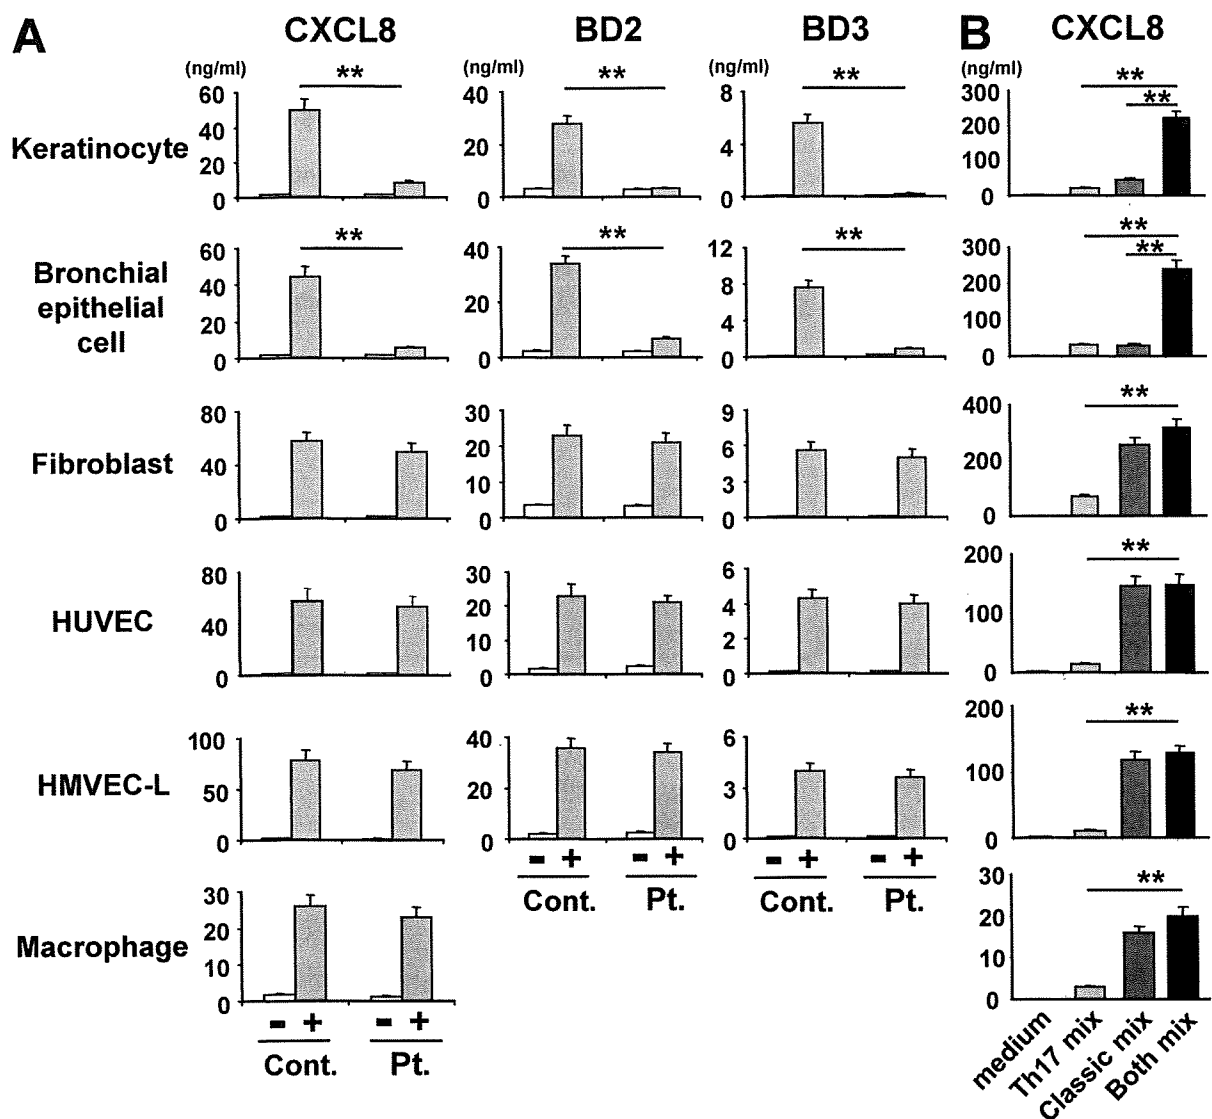 A CXCL8 BD2 BD3 B CXCL8
(ng/ml) (ng/ml) (ng/ml) (ng/ml)
** ** ** ** **
Keratinocyte
60 40 20 0
40 20 0
8 4 0
300 200 100 0
** ** ** ** **
Bronchial
epithelial
cell
60 40 20 0
40 20 0
12 8 4 0
300 200 100 0
**
Fibroblast
80 40 0
30 20 10 0
9 6 3 0
400 200 0
**
HUVEC
80 40 0
30 20 10 0
6 4 2 0
200 100 0
**
HMVEC-L
100 50 0
40 20 0
6 3 0
200 100 0
- + - + - + - +
Cont. Pt. Cont. Pt.
**
Macrophage
30 20 10 0
30 20 10 0
- + - +
Cont. Pt.
medium
Th17 mix
Classic mix
Both mix